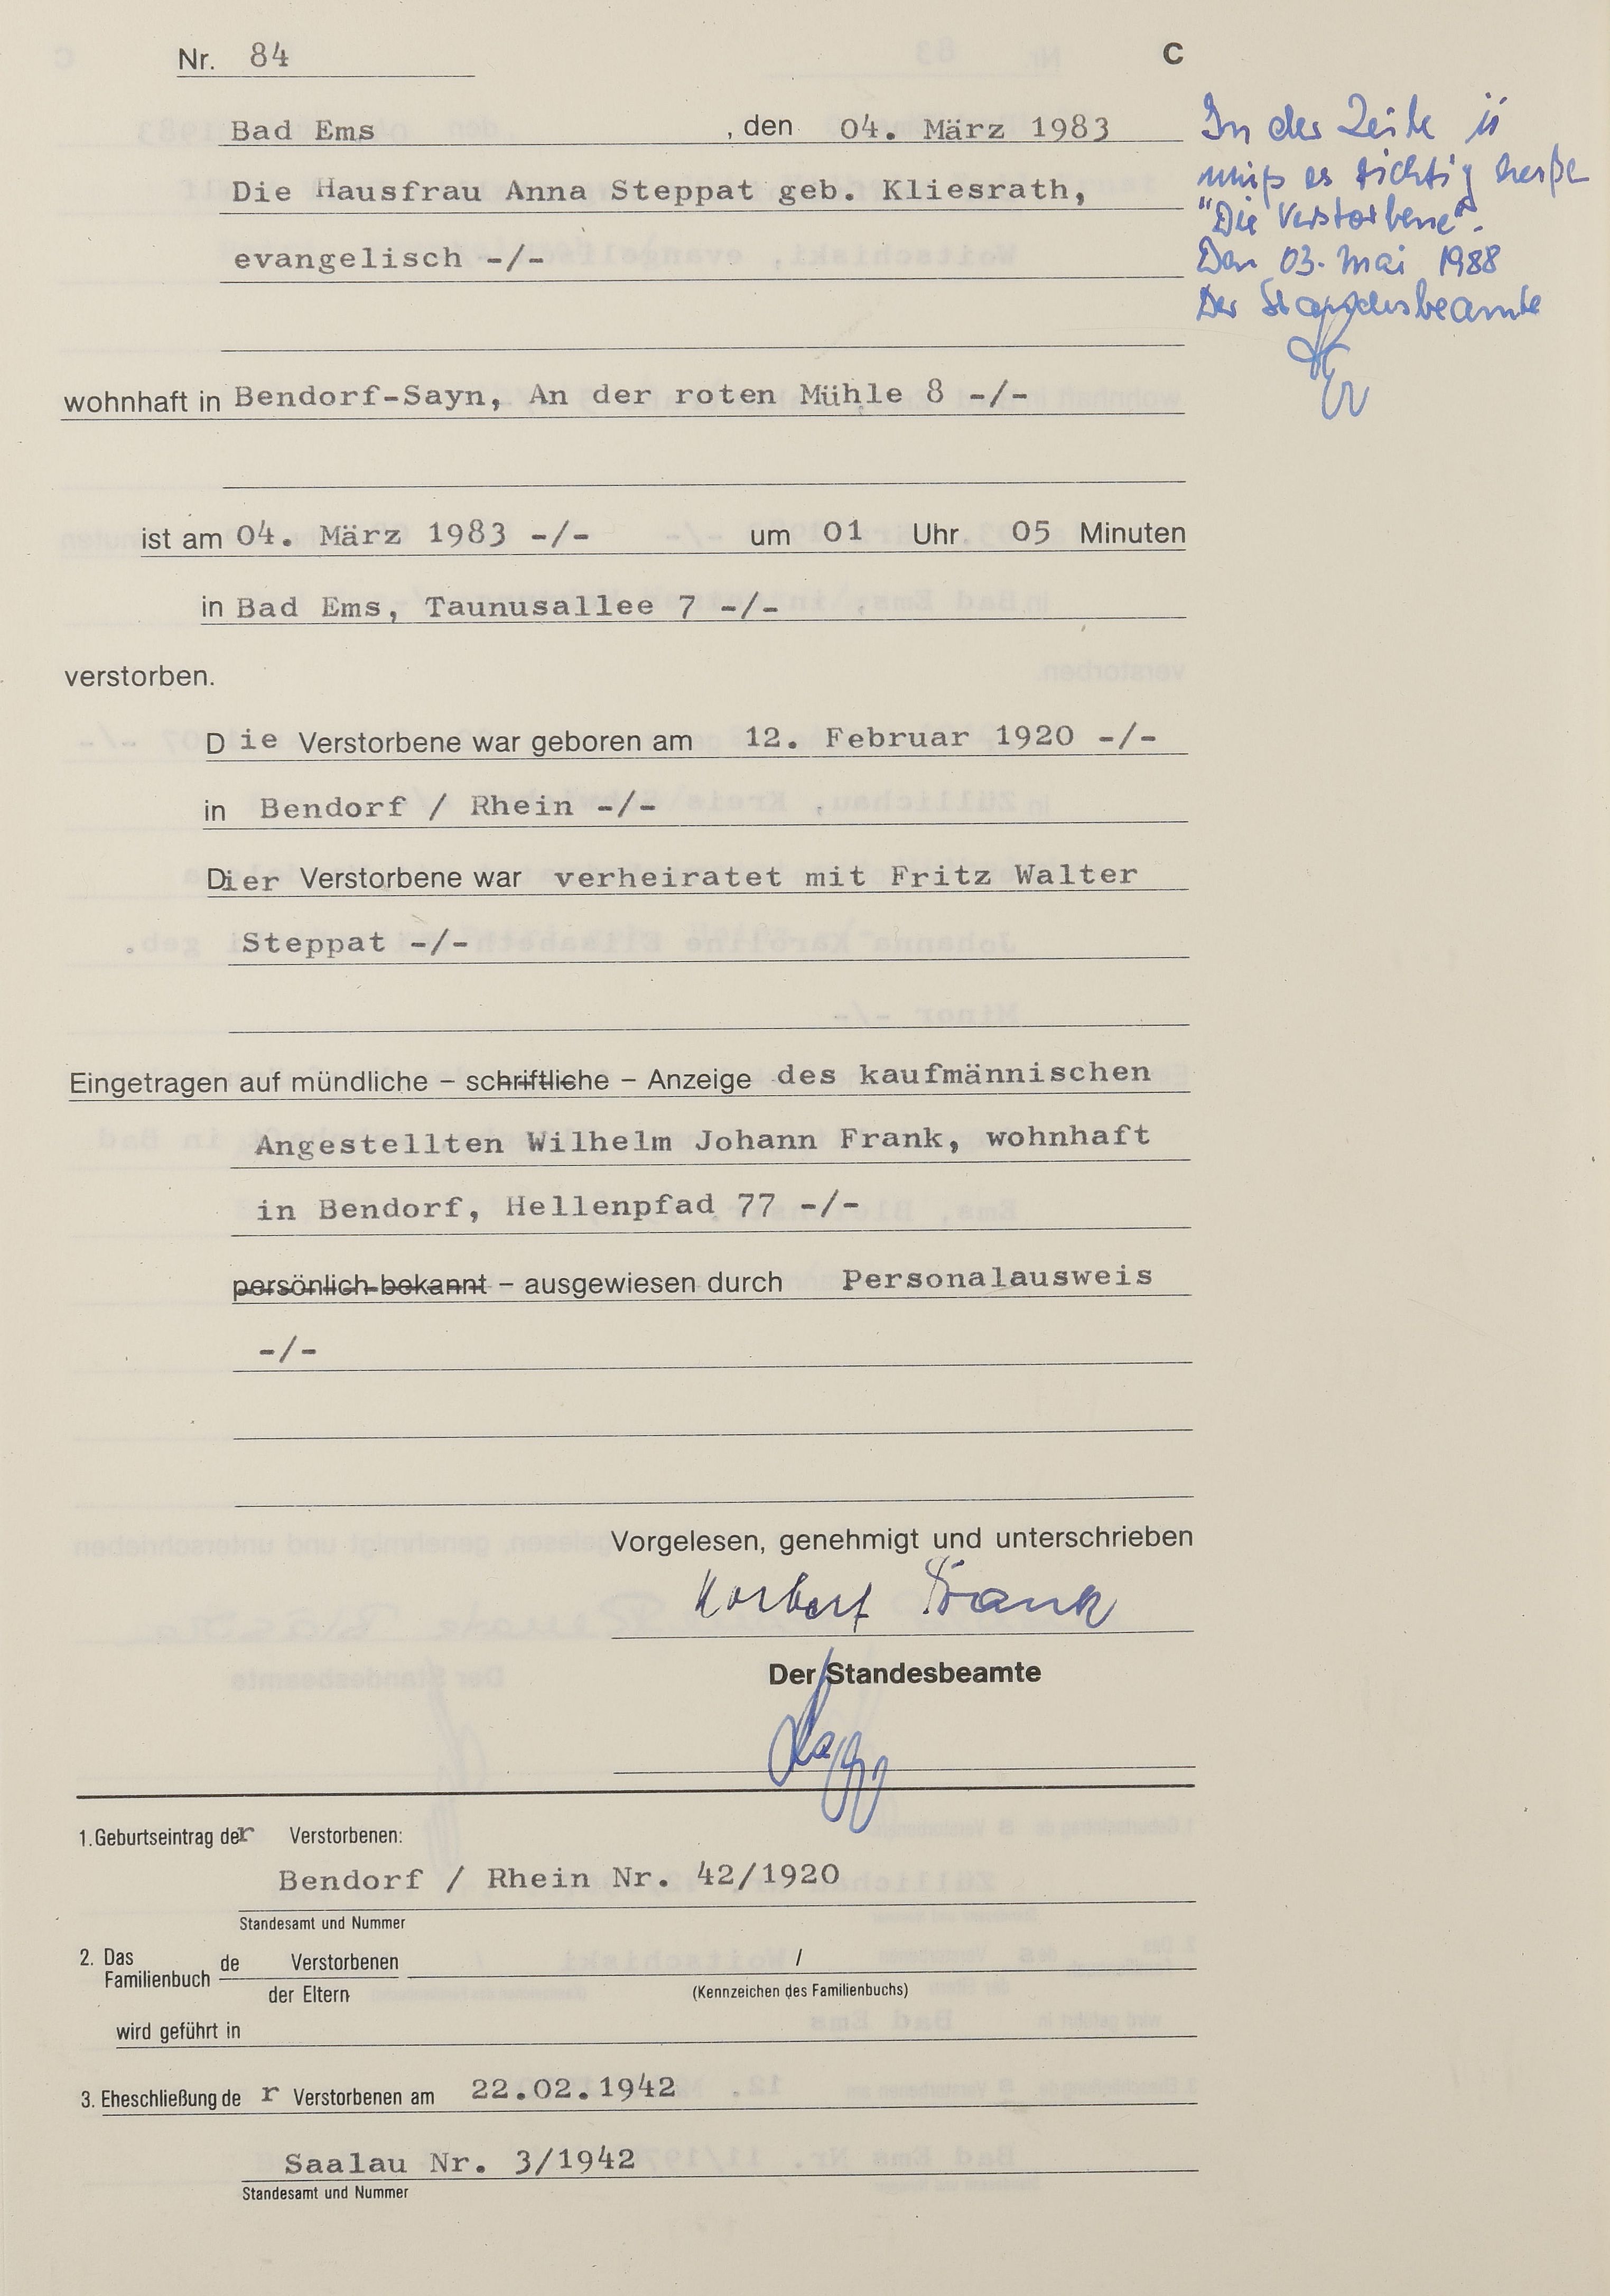 Nr. 84
C
Bad Ems , den 04. März 1983
Die Hausfrau Anna Steppat geb. Kliesrath,
evangelisch -/-
wohnhaft in Bendorf-Sayn, An der roten Mühle 8 -/-
ist am 04. März 1983 -/- um 01 Uhr 05 Minuten
in Bad Ems, Taunusallee 7 -/-
verstorben.
Die Verstorbene war geboren am 12. Februar 1920 -/-
in Bendorf / Rhein -/-
Dier Verstorbene war verheiratet mit Fritz Walter
Steppat -/-
Eingetragen auf mündliche – schriftliche – Anzeige des kaufmännischen
Angestellten Wilhelm Johann Frank, wohnhaft
in Bendorf, Hellenpfad 77 -/-
persönlich bekannt – ausgewiesen durch Personalausweis
-/-
Vorgelesen, genehmigt und unterschrieben
Norbert Frank
Der Standesbeamte
1. Geburtseintrag der Verstorbenen:
Bendorf / Rhein Nr. 42/1920
Standesamt und Nummer
2. Das Familienbuch de Verstorbenen /
der Eltern (Kennzeichen des Familienbuchs)
wird geführt in
3. Eheschließung de r Verstorbenen am 22.02.1942
Saalau Nr. 3/1942
Standesamt und Nummer
In der Zeile
muß es richtig heiße
"Die Verstorbene".
Den 03. Mai 1988
Der Standesbeamte